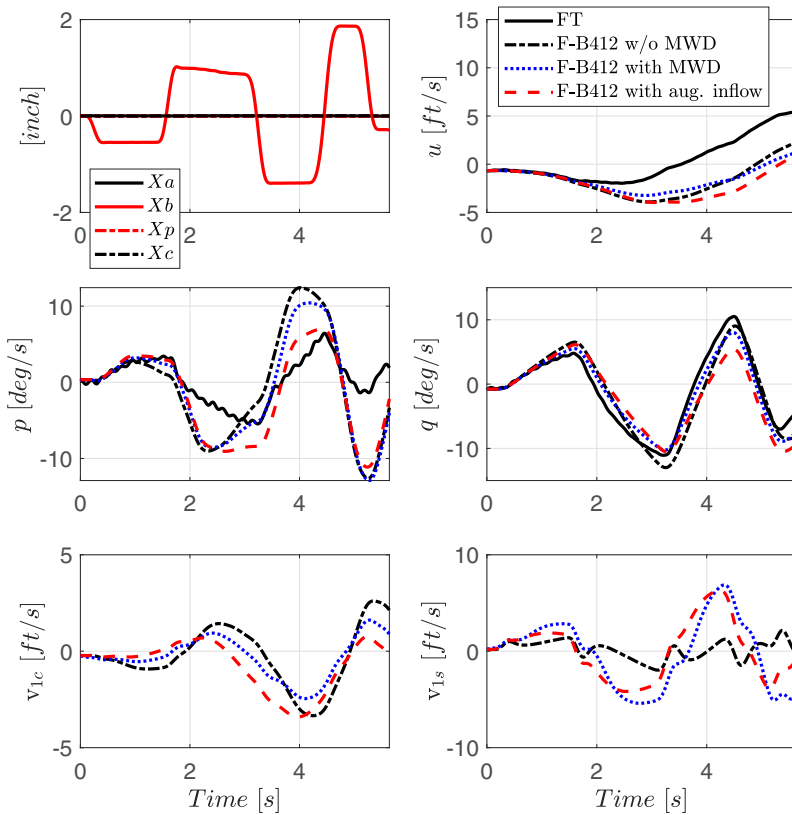 2
0
-2
[inch]
0
2
4
Xa
Xb
Xp
Xc
15
10
5
0
-5
u [ft/s]
0
2
4
FT
F-B412 w/o MWD
F-B412 with MWD
F-B412 with aug. inflow
10
0
-10
p [deg/s]
0
2
4
10
0
-10
q [deg/s]
0
2
4
5
0
-5
v1c [ft/s]
0
2
4
Time [s]
10
0
-10
v1s [ft/s]
0
2
4
Time [s]